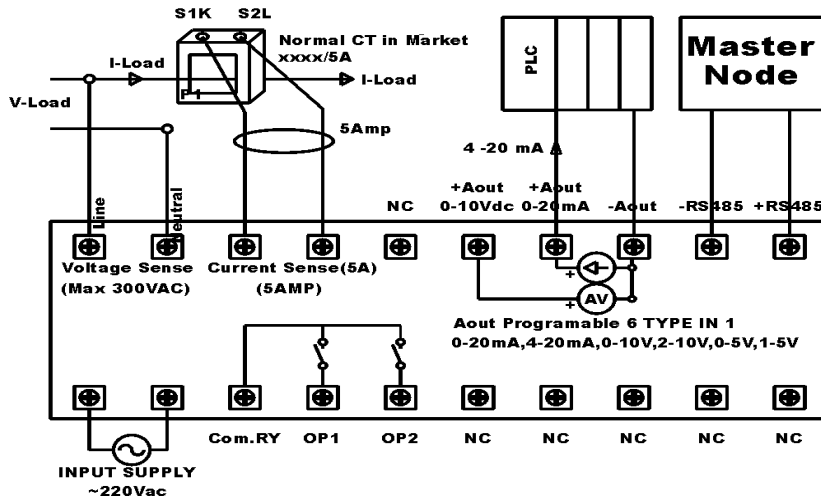 S1K S2L
Normal CT in Market
xxxx/5A
I-Load
I-Load
P1
V-Load
5Amp
PLC
Master
Node
4 -20 mA
Line
Neutral
NC
+Aout
0-10Vdc
+Aout
0-20mA
-Aout
-RS485
+RS485
Voltage Sense
(Max 300VAC)
Current Sense(5A)
(5AMP)
+
+
AV
Aout Programable 6 TYPE IN 1
0-20mA,4-20mA,0-10V,2-10V,0-5V,1-5V
Com.RY OP1 OP2 NC NC NC NC NC
INPUT SUPPLY
~220Vac